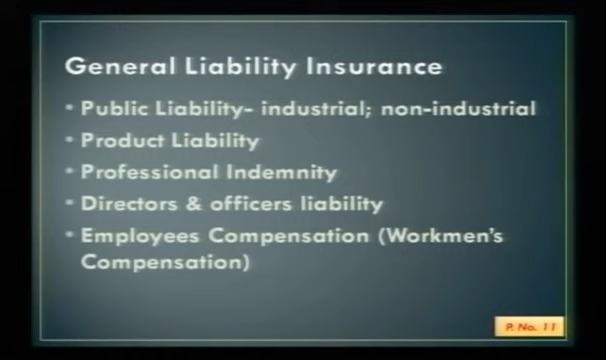 General Liability Insurance
• Public Liability- industrial; non-industrial
• Product Liability
• Professional Indemnity
• Directors & officers liability
• Employees Compensation (Workmen's
Compensation)
P. No. 11